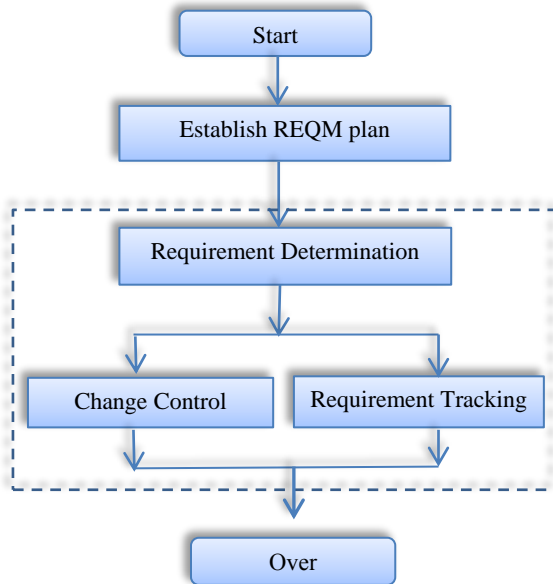 Start
Establish REQM plan
Requirement Determination
Change Control
Requirement Tracking
Over